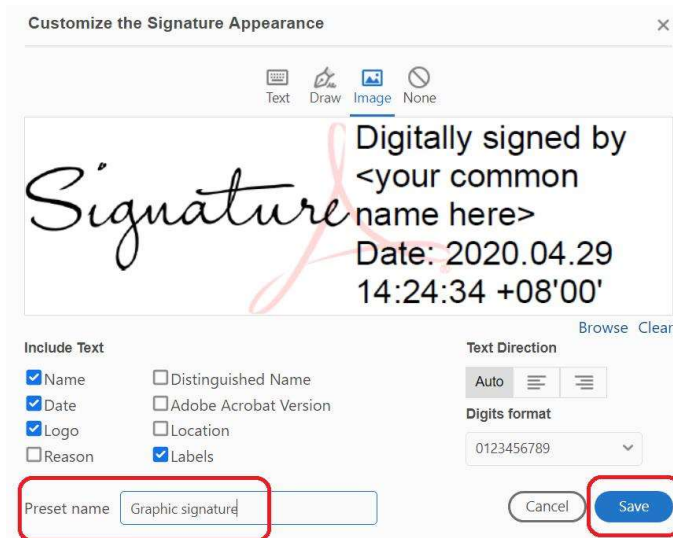 Customize the Signature Appearance
Text Draw Image None
Signature
Digitally signed by
<your common
name here>
Date: 2020.04.29
14:24:34 +08'00'
Browse Clear
Include Text
Name
Distinguished Name
Date
Adobe Acrobat Version
Logo
Location
Reason
Labels
Text Direction
Auto
Digits format
0123456789
Preset name Graphic signature
Cancel Save